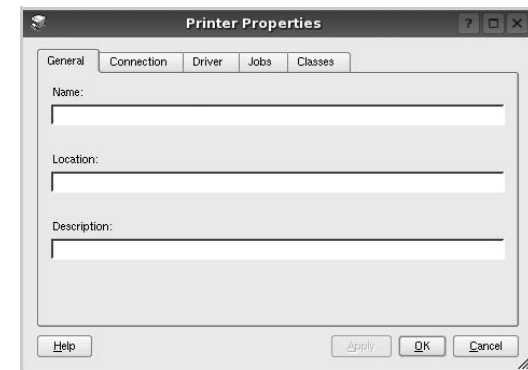 Printer Properties
?
General Connection Driver Jobs Classes
Name:
Location:
Description:
Help Apply OK Cancel